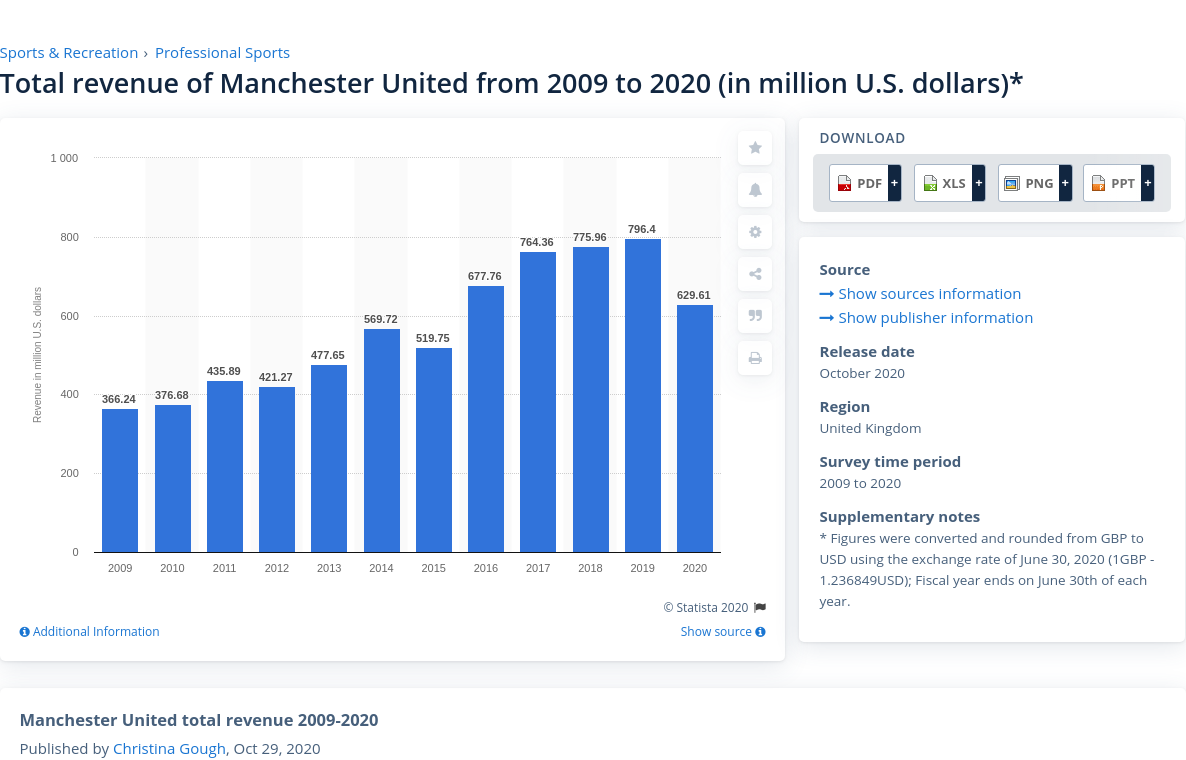 Sports & Recreation › Professional Sports
Total revenue of Manchester United from 2009 to 2020 (in million U.S. dollars)*
Revenue in million U.S. dollars
1 000
800
600
400
200
0
366.24
376.68
435.89
421.27
477.65
569.72
519.75
677.76
764.36
775.96
796.4
629.61
2009 2010 2011 2012 2013 2014 2015 2016 2017 2018 2019 2020
© Statista 2020
Additional Information
Show source
DOWNLOAD
PDF + XLS + PNG + PPT +
Source
Show sources information
Show publisher information
Release date
October 2020
Region
United Kingdom
Survey time period
2009 to 2020
Supplementary notes
* Figures were converted and rounded from GBP to
USD using the exchange rate of June 30, 2020 (1GBP -
1.236849USD); Fiscal year ends on June 30th of each
year.
Manchester United total revenue 2009-2020
Published by Christina Gough, Oct 29, 2020